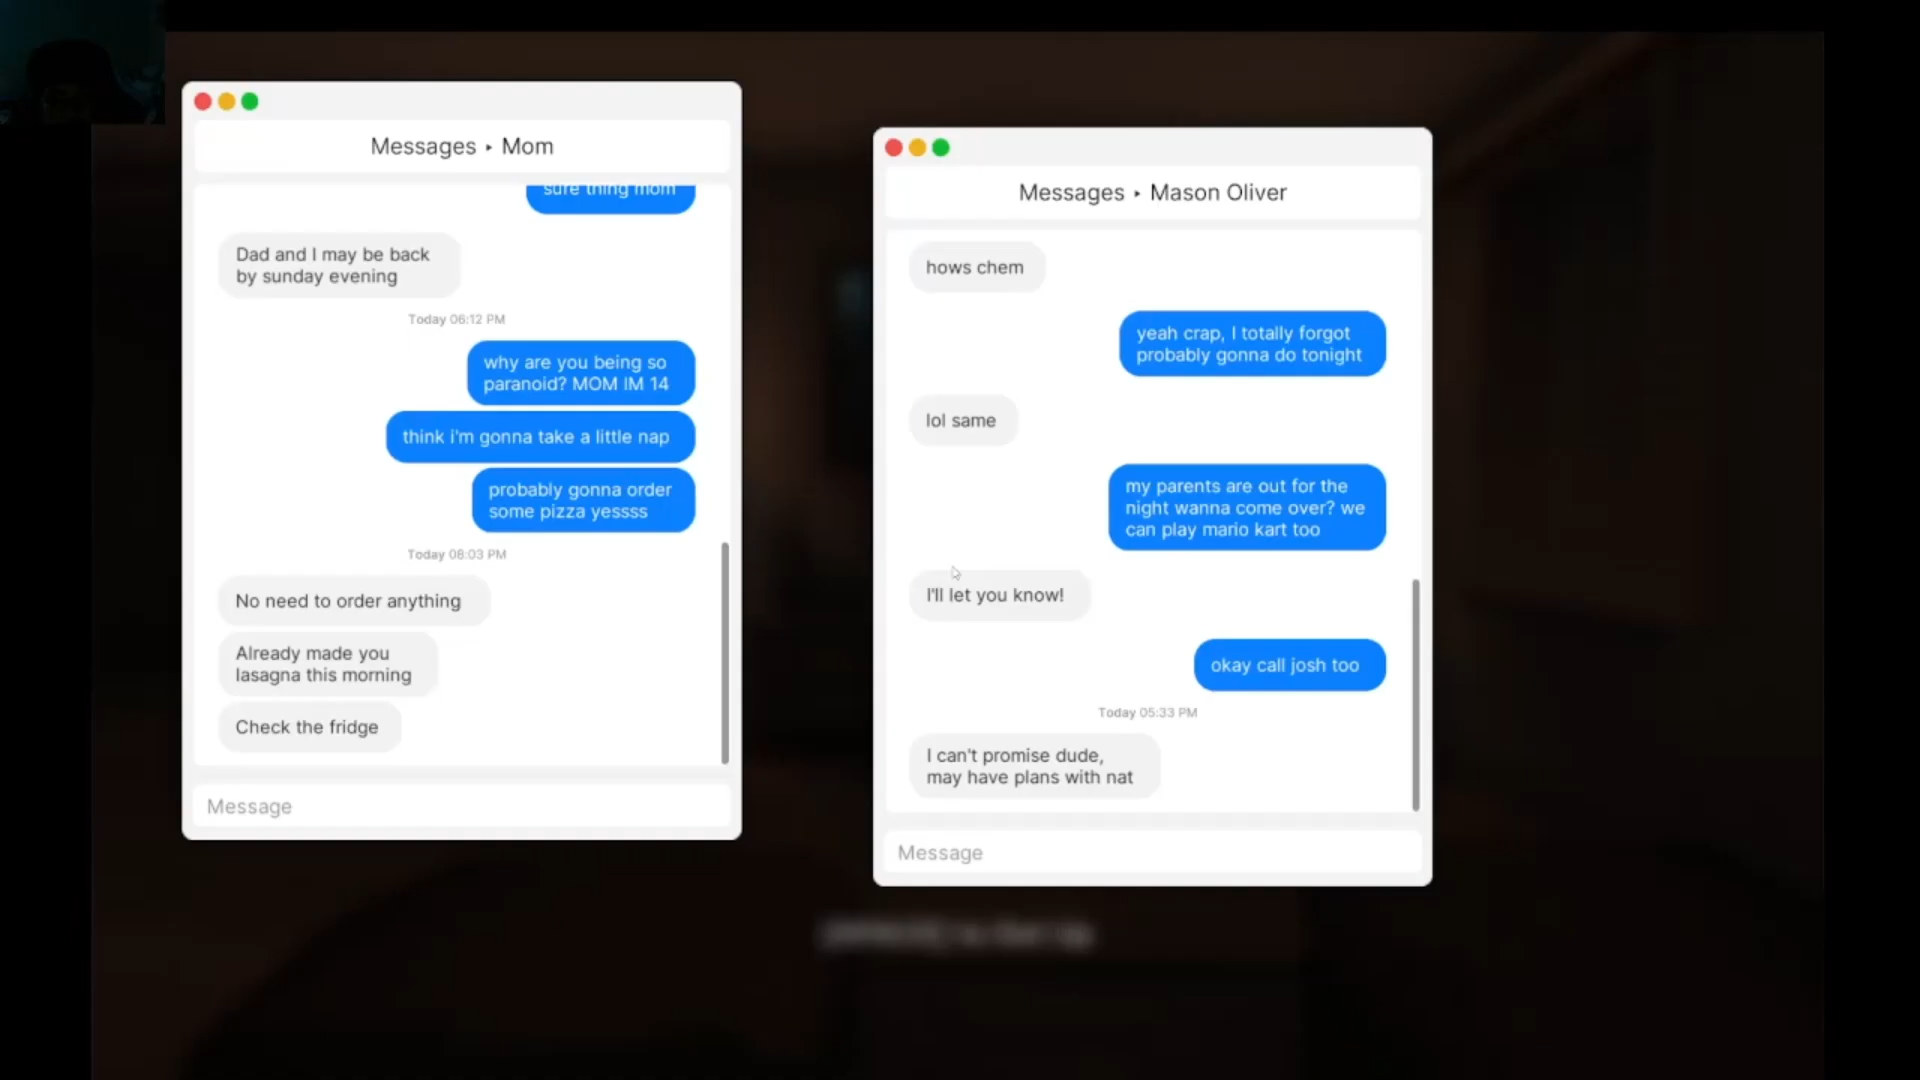 Messages ‣ Mom
sure thing mom
Dad and I may be back
by sunday evening
Today 06:12 PM
why are you being so
paranoid? MOM IM 14
think i'm gonna take a little nap
probably gonna order
some pizza yessss
Today 08:03 PM
No need to order anything
Already made you
lasagna this morning
Check the fridge
Message
Messages ‣ Mason Oliver
hows chem
yeah crap, I totally forgot
probably gonna do tonight
lol same
my parents are out for the
night wanna come over? we
can play mario kart too
I'll let you know!
okay call josh too
Today 05:33 PM
I can't promise dude,
may have plans with nat
Message